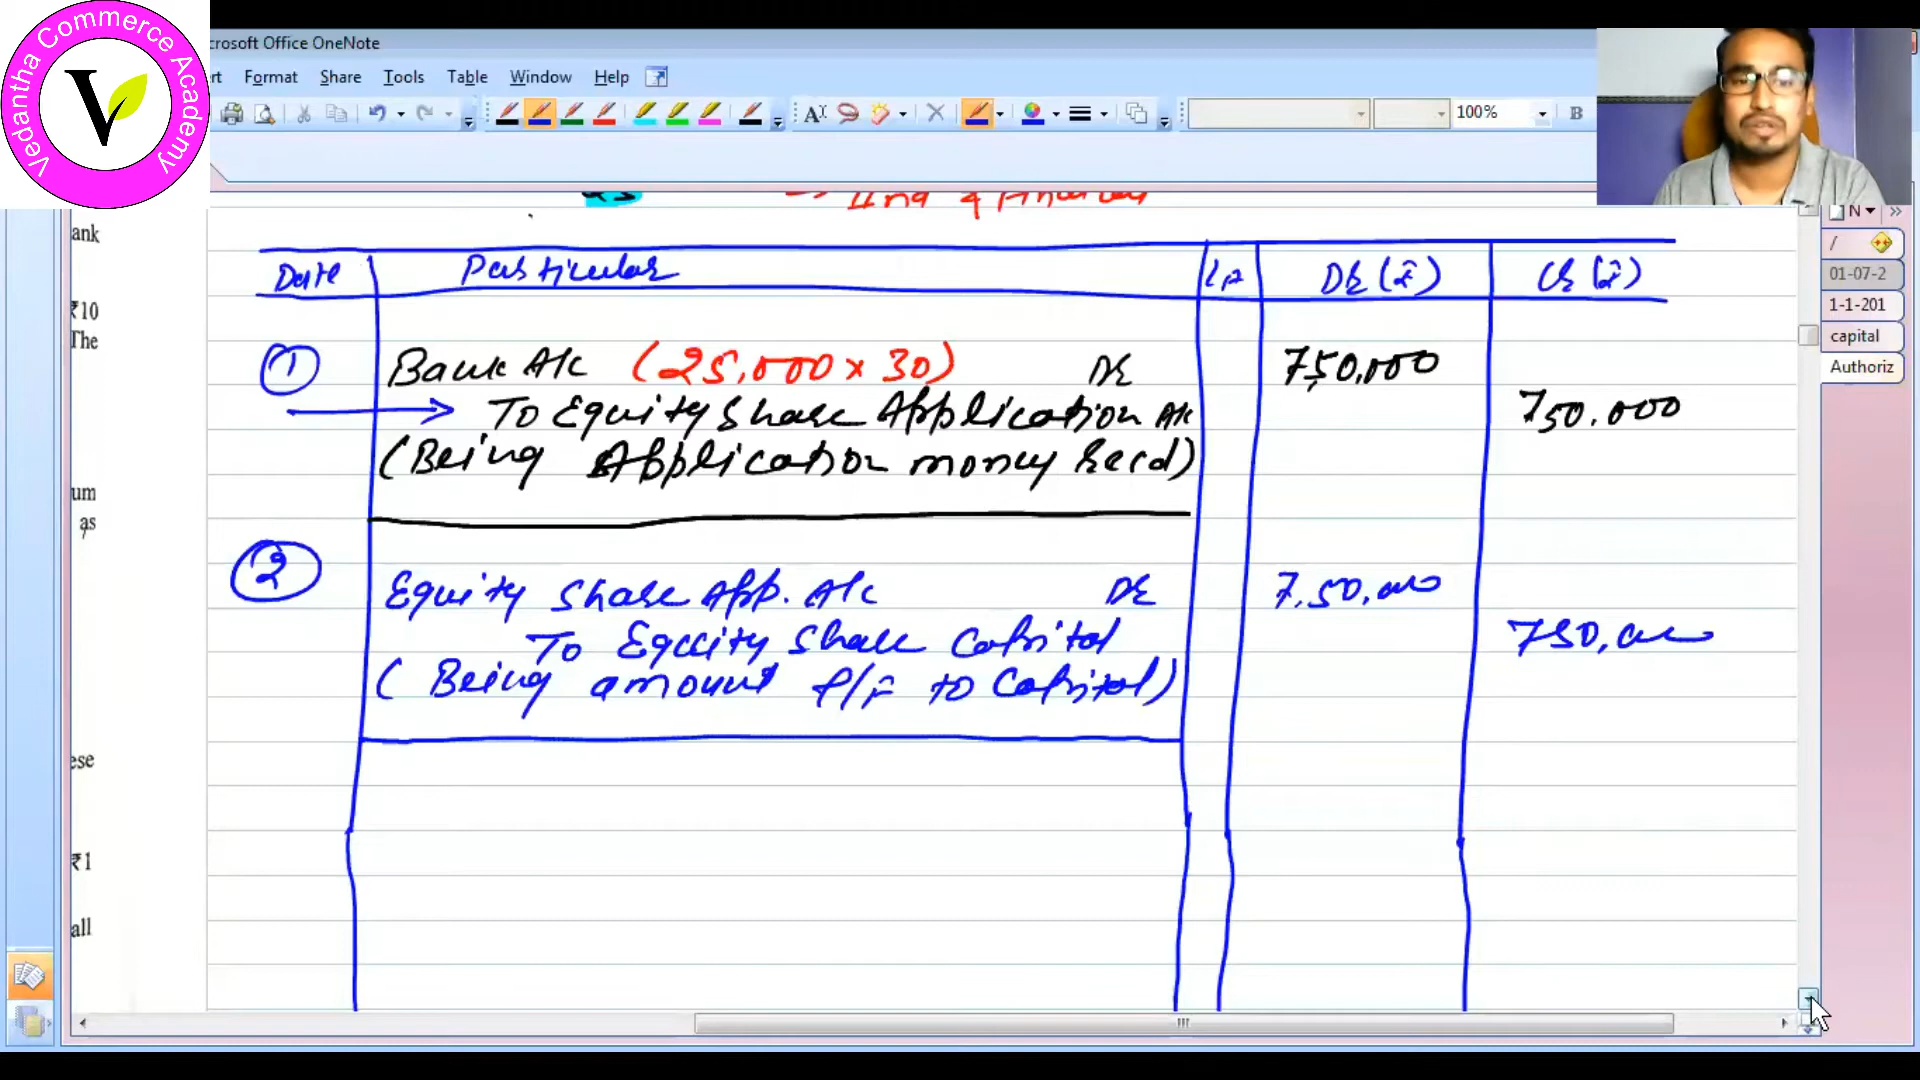 Vedantha Commerce Academy
V
crosoft Office OneNote
rt Format Share Tools Table Window Help
100% B
N
ank
₹10
The
um
as
ese
₹1
all
/
01-07-2
1-1-201
capital
Authoriz
Date Particular L.F Dr (₹) Cr (₹)
1 Bank A/c (25,000 × 30) Dr 7,50,000
To Equity Share Application A/c 750,000
(Being Application money Recd)
2 Equity Share App. A/c Dr 7,50,000
To Equity Share Capital 750,000
(Being amount t/f to Capital)